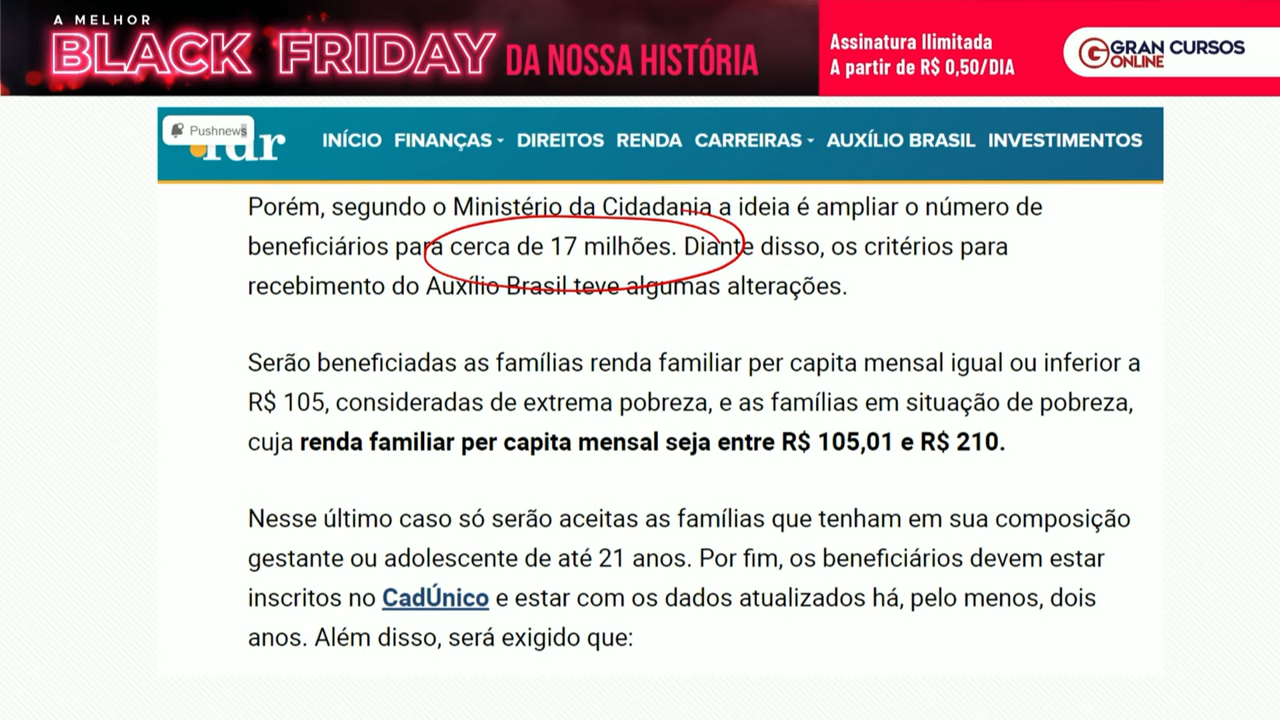 A MELHOR
BLACK FRIDAY DA NOSSA HISTÓRIA
Assinatura Ilimitada
A partir de R$ 0,50/DIA
GRAN CURSOS
ONLINE
Pushnews
fdr
INÍCIO FINANÇAS DIREITOS RENDA CARREIRAS AUXÍLIO BRASIL INVESTIMENTOS
Porém, segundo o Ministério da Cidadania a ideia é ampliar o número de
beneficiários para cerca de 17 milhões. Diante disso, os critérios para
recebimento do Auxílio Brasil teve algumas alterações.
Serão beneficiadas as famílias renda familiar per capita mensal igual ou inferior a
R$ 105, consideradas de extrema pobreza, e as famílias em situação de pobreza,
cuja renda familiar per capita mensal seja entre R$ 105,01 e R$ 210.
Nesse último caso só serão aceitas as famílias que tenham em sua composição
gestante ou adolescente de até 21 anos. Por fim, os beneficiários devem estar
inscritos no CadÚnico e estar com os dados atualizados há, pelo menos, dois
anos. Além disso, será exigido que: